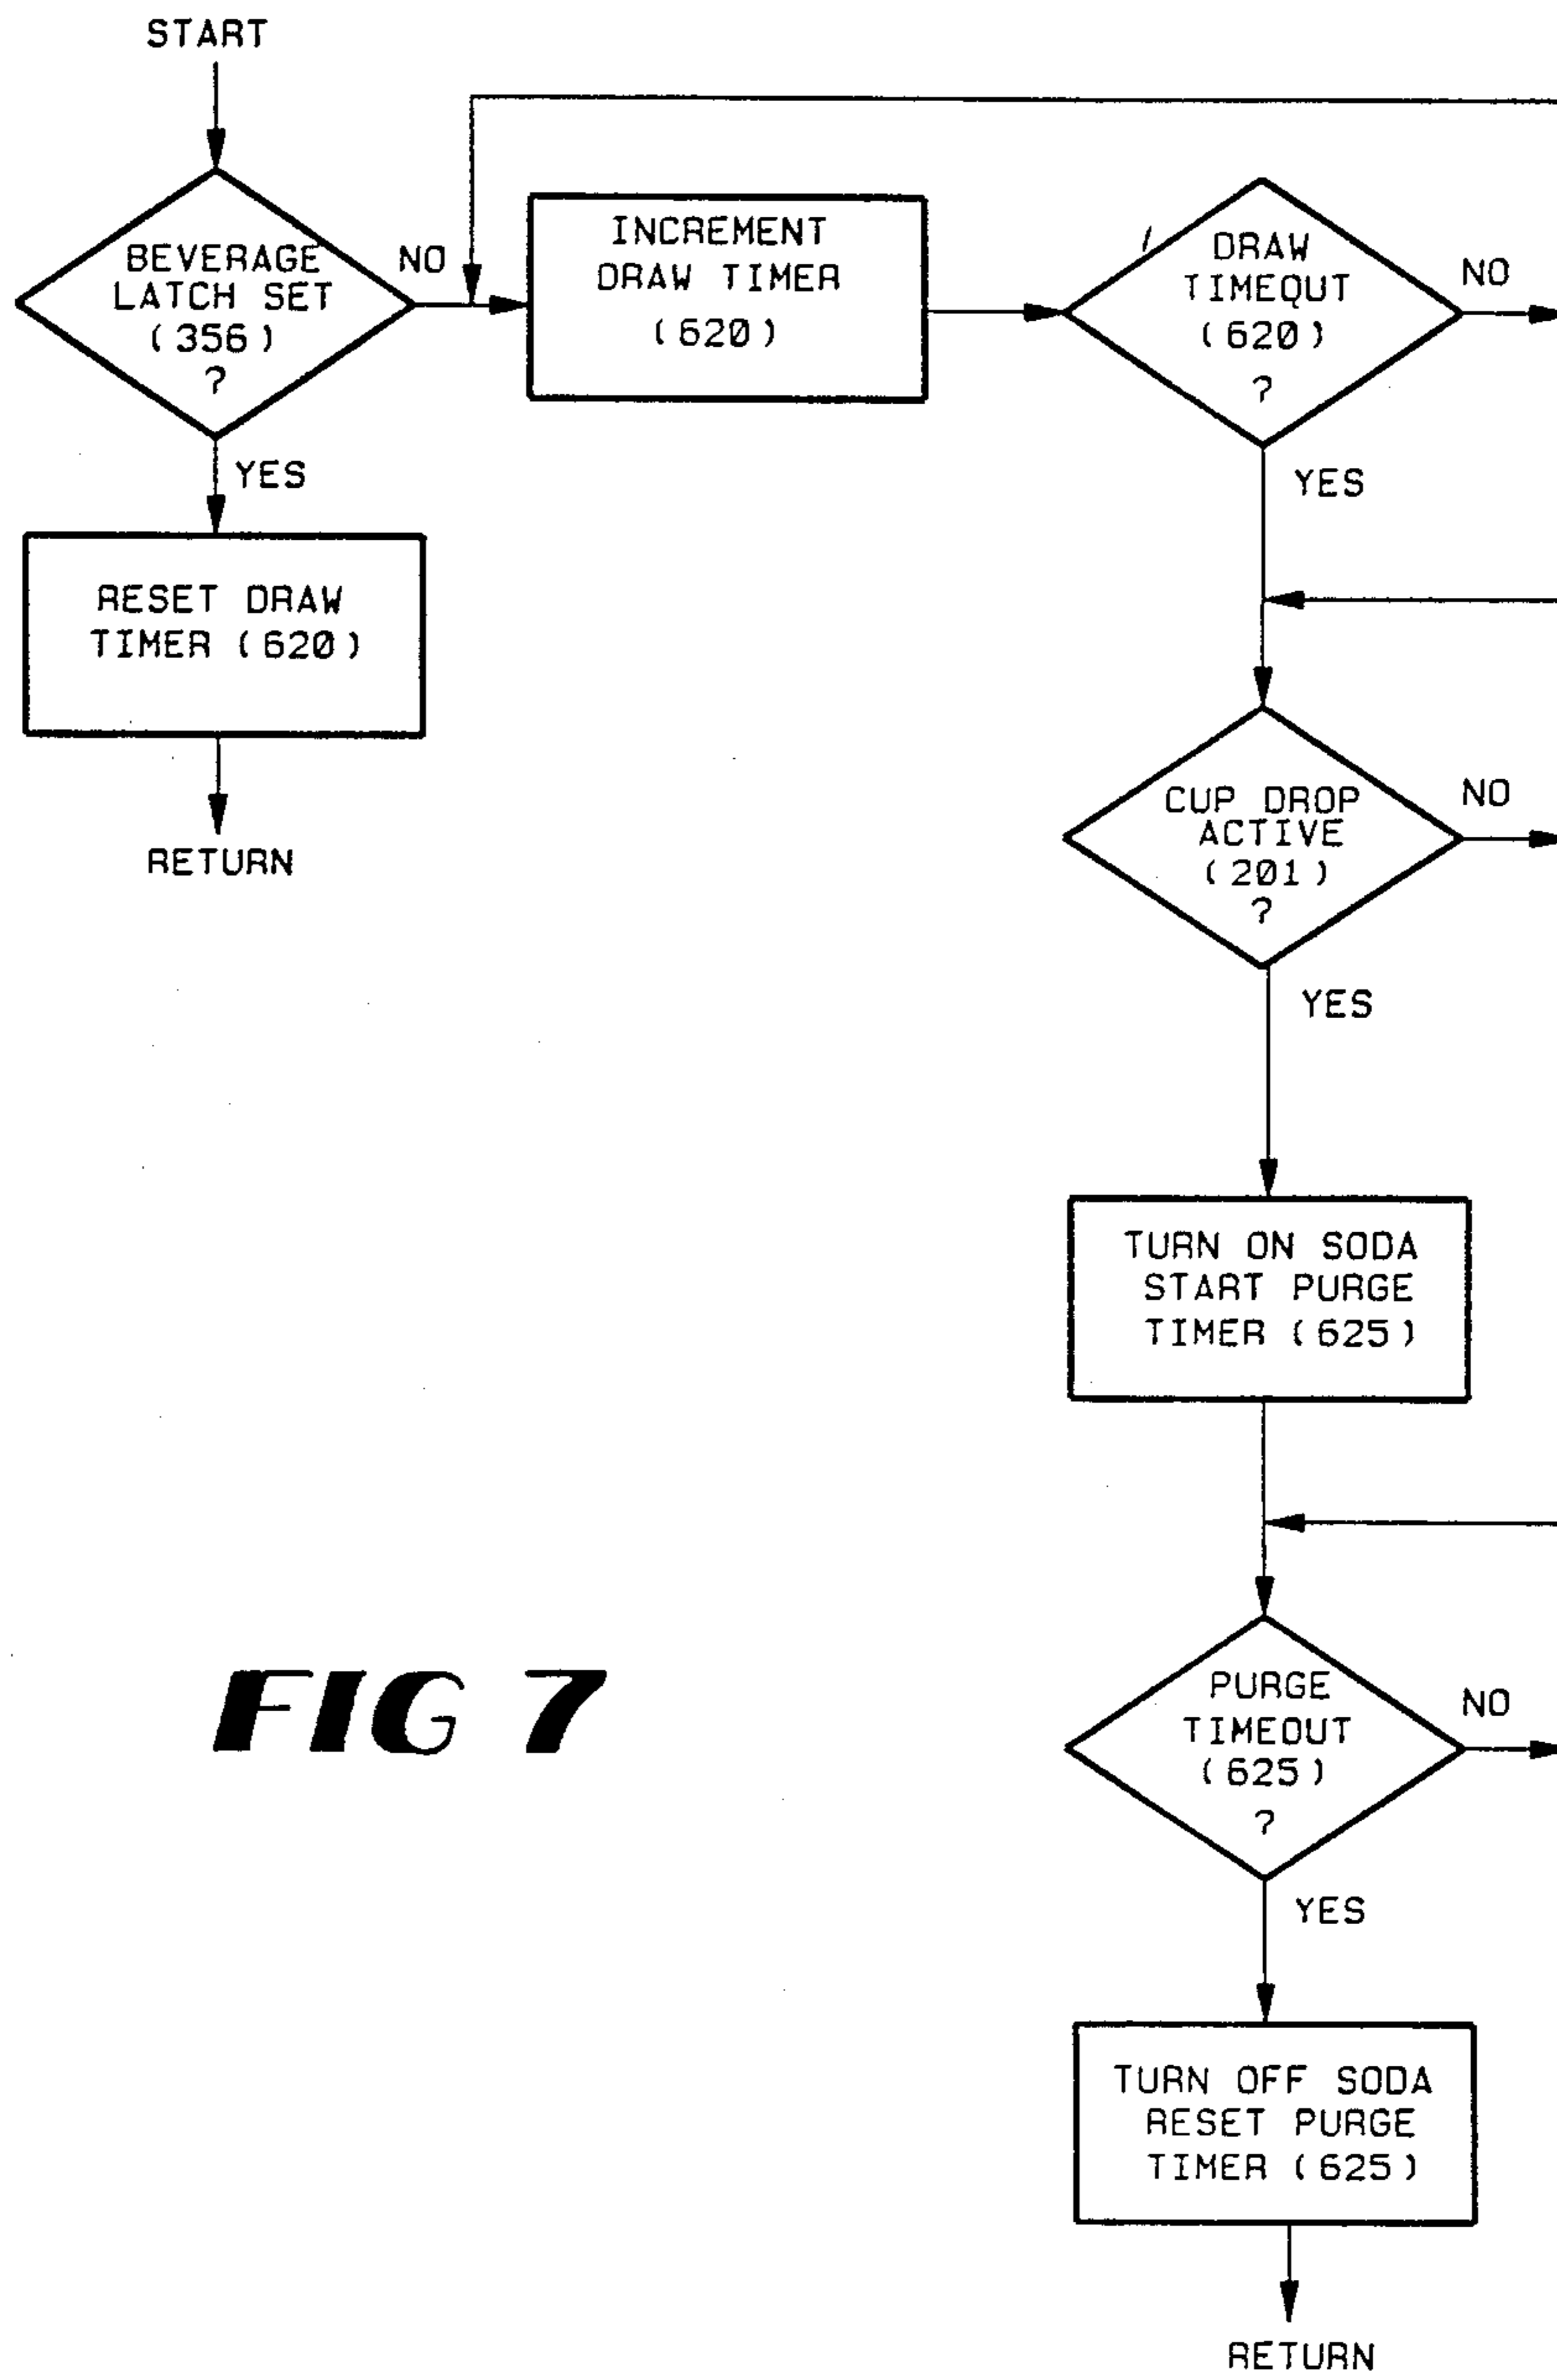 START
BEVERAGE
LATCH SET
(356)
?
NO
YES
RESET DRAW
TIMER (620)
RETURN
INCREMENT
DRAW TIMER
(620)
DRAW
TIMEQUT
(620)
?
NO
YES
CUP DROP
ACTIVE
(201)
?
NO
YES
TURN ON SODA
START PURGE
TIMER (625)
PURGE
TIMEOUT
(625)
?
NO
YES
TURN OFF SODA
RESET PURGE
TIMER (625)
RETURN
FIG 7